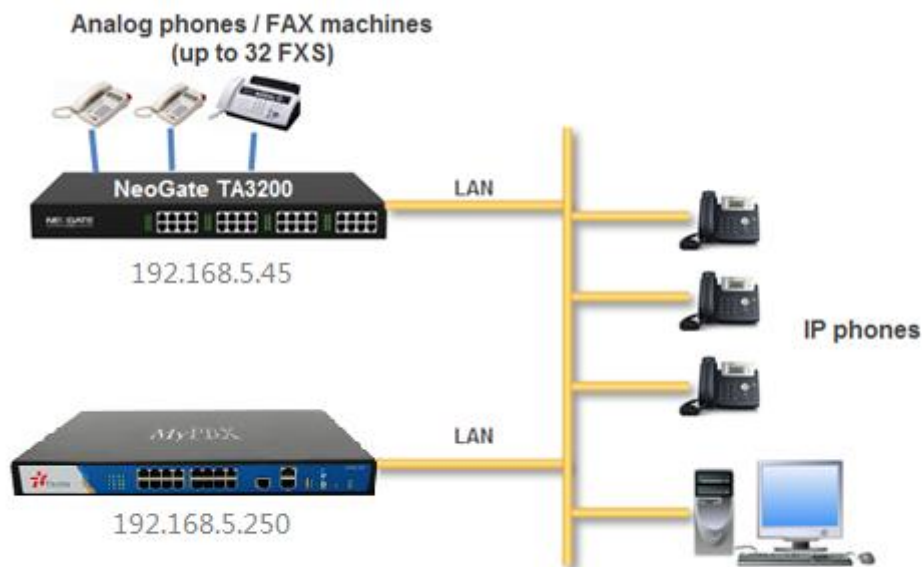 Analog phones / FAX machines
(up to 32 FXS)
NeoGate TA3200
LAN
192.168.5.45
IP phones
MyPBX
LAN
192.168.5.250